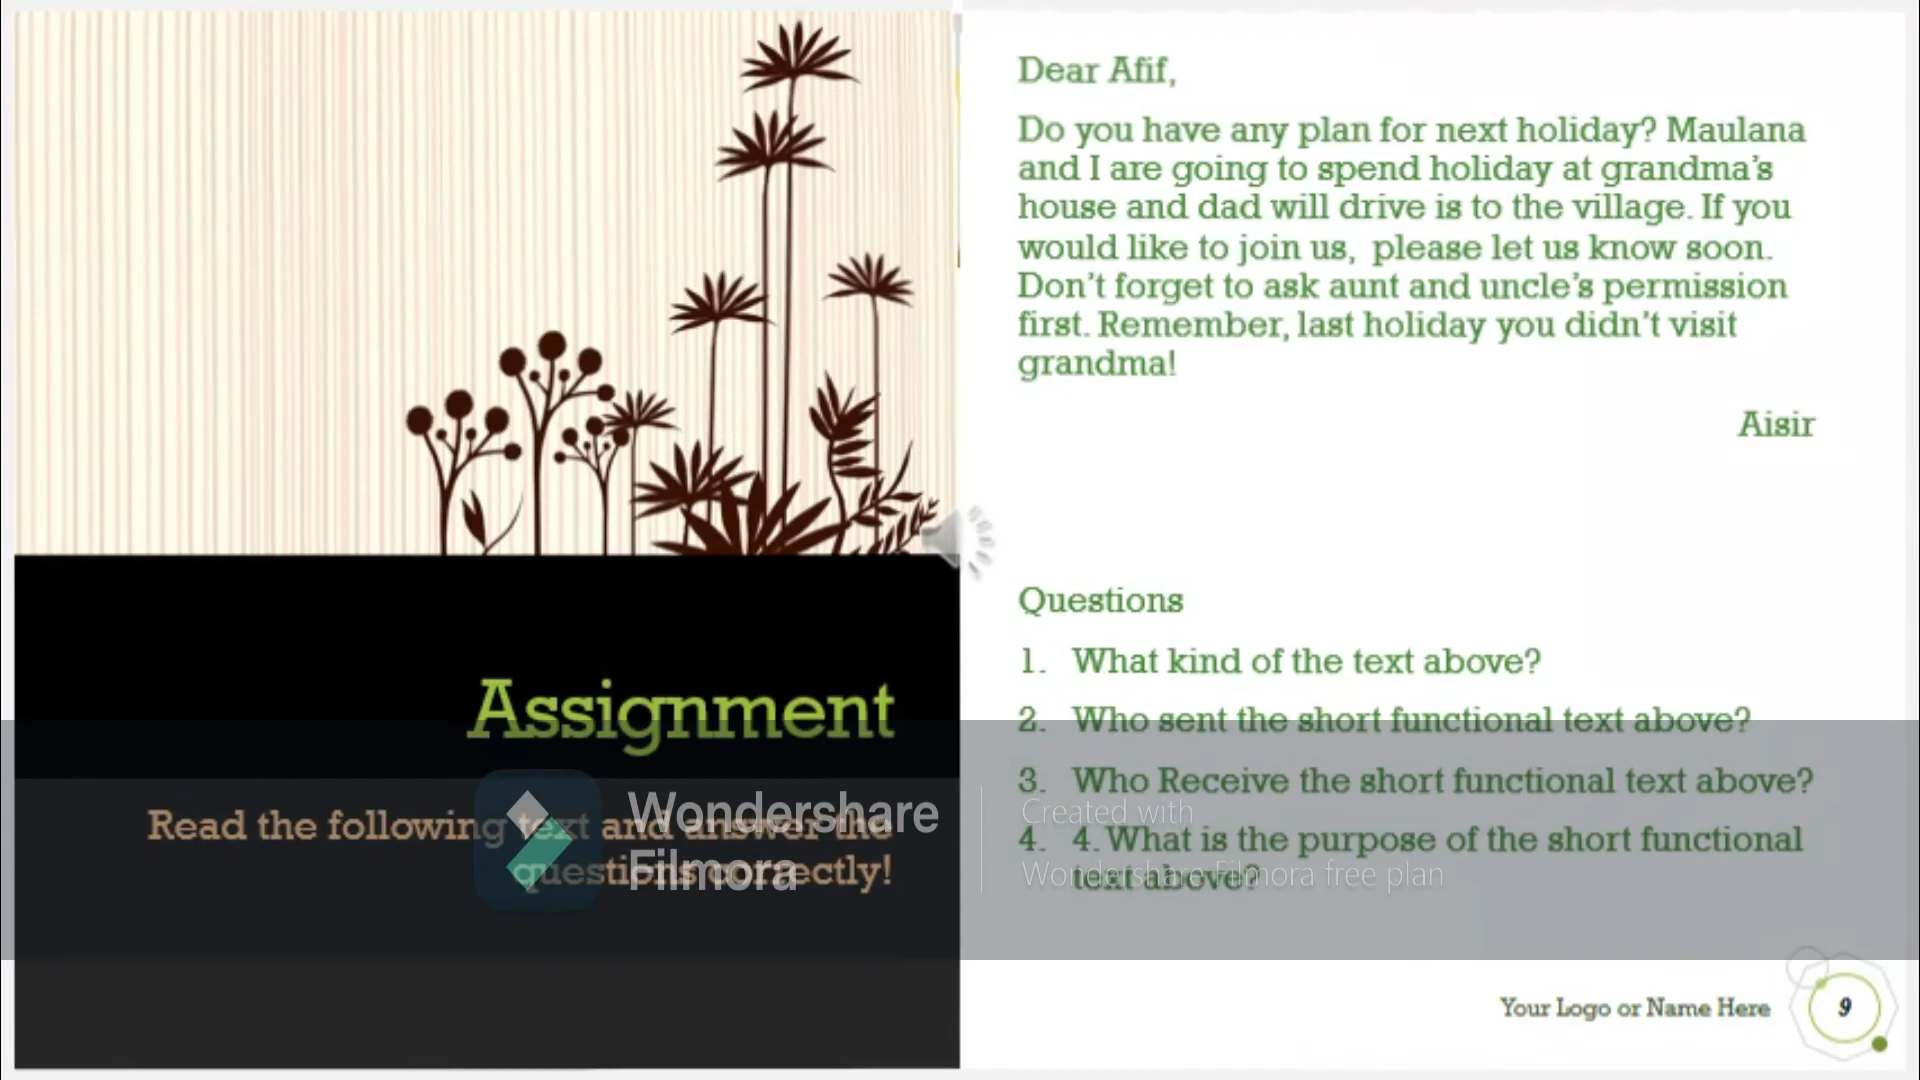 Dear Afif,
Do you have any plan for next holiday? Maulana
and I are going to spend holiday at grandma's
house and dad will drive is to the village. If you
would like to join us, please let us know soon.
Don't forget to ask aunt and uncle's permission
first. Remember, last holiday you didn't visit
grandma!
Aisir
Questions
1. What kind of the text above?
2. Who sent the short functional text above?
3. Who Receive the short functional text above?
4. 4. What is the purpose of the short functional
text above?
Assignment
Read the following text and answer the
questions correctly!
Wondershare
Filmora
Created with
Wondershare Filmora free plan
Your Logo or Name Here
9